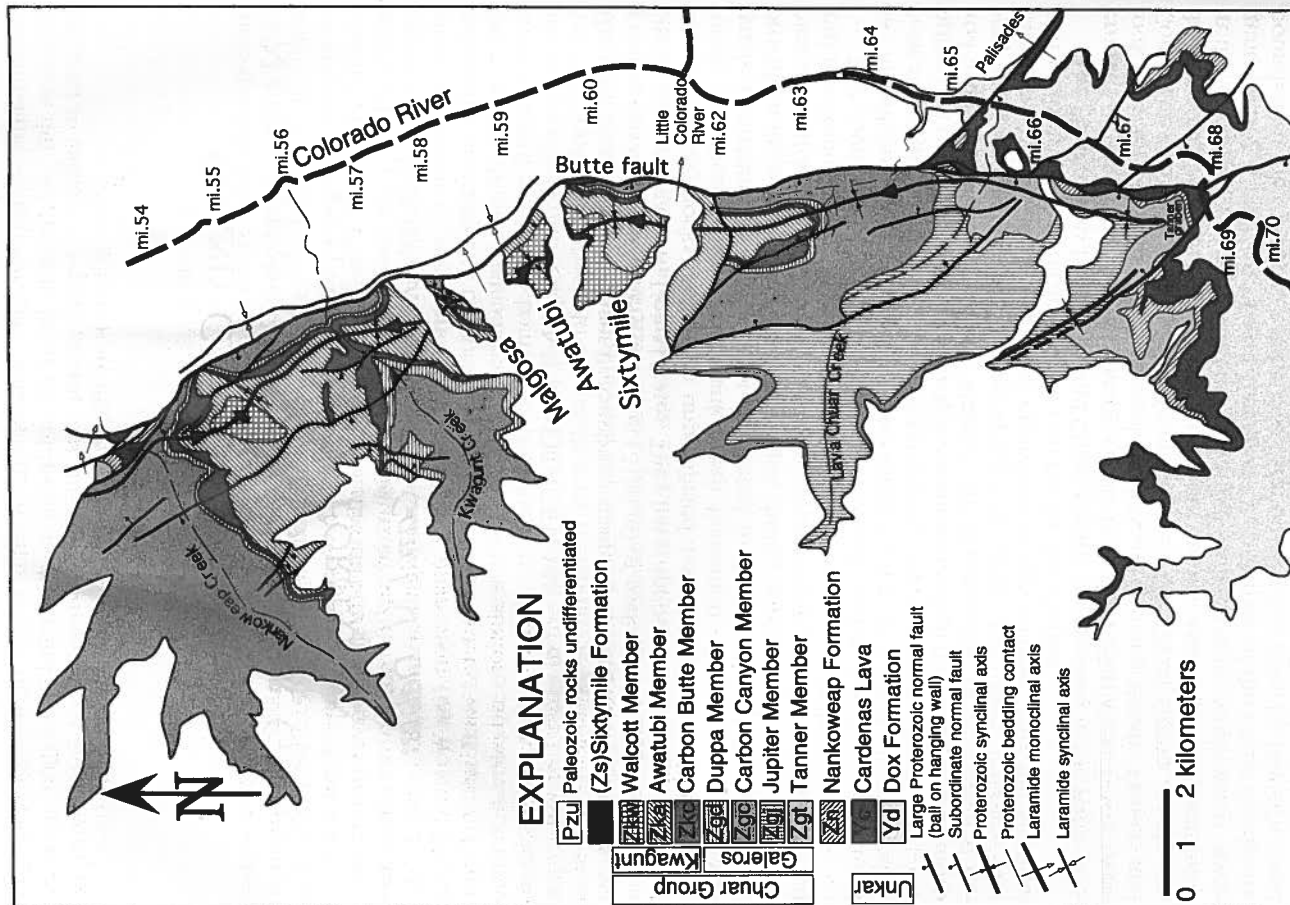 mi.54
mi.55
mi.56
mi.57
mi.58
mi.59
mi.60
Colorado River
Butte fault
Little
Colorado
River
mi.62
mi.63
mi.64
mi.65
Palisades
mi.66
mi.67
mi.68
mi.69
mi.70
Tanner
graben
Nankoweap Creek
Kwagunt Creek
Malgosa
Awatubi
Sixtymile
Lava Chuar Creek
N
EXPLANATION
Pzu Paleozoic rocks undifferentiated
(Zs)Sixtymile Formation
Zkw Walcott Member
Zka Awatubi Member
Zkc Carbon Butte Member
Zgd Duppa Member
Zgc Carbon Canyon Member
Zgj Jupiter Member
Zgt Tanner Member
Zn Nankoweap Formation
Yc Cardenas Lava
Yd Dox Formation
Kwagunt
Galeros
Chuar Group
Unkar
Large Proterozoic normal fault
(ball on hanging wall)
Subordinate normal fault
Proterozoic synclinal axis
Proterozoic bedding contact
Laramide monoclinal axis
Laramide synclinal axis
0 1 2 kilometers